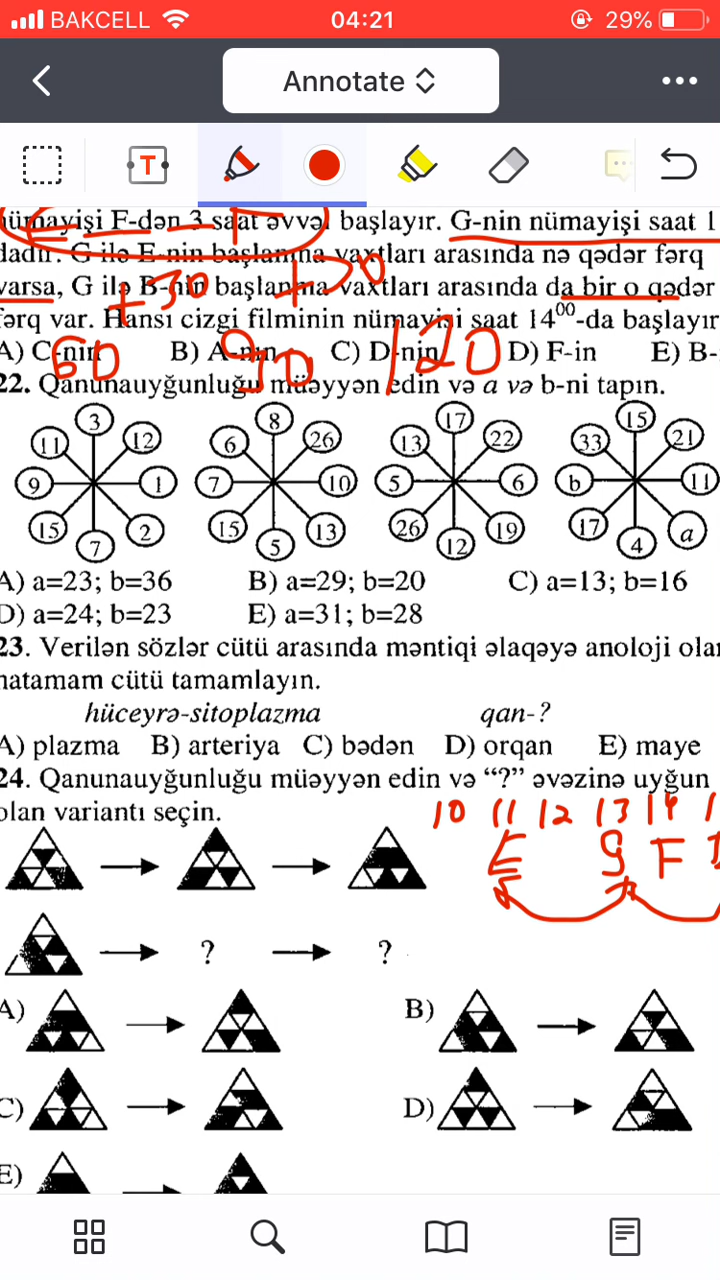 BAKCELL 04:21 29%
Annotate
nümayişi F-dən 3 saat əvvəl başlayır. G-nin nümayişi saat 1
dadır. G ilə E-nin başlanma vaxtları arasında nə qədər fərq
varsa, G ilə B-nin başlanma vaxtları arasında da bir o qədər
fərq var. Hansı cizgi filminin nümayişi saat 14⁰⁰-da başlayır
+30 +30
A) C-nin B) A-nın C) D-nin D) F-in E) B-
60 90 120
22. Qanunauyğunluğu müəyyən edin və a və b-ni tapın.
3 8 17 15
11 12 6 26 13 22 33 21
9 1 7 10 5 6 b 11
15 2 15 13 26 19 17 a
7 5 12 4
A) a=23; b=36 B) a=29; b=20 C) a=13; b=16
D) a=24; b=23 E) a=31; b=28
23. Verilən sözlər cütü arasında məntiqi əlaqəyə anoloji olan
natamam cütü tamamlayın.
hüceyrə-sitoplazma qan-?
A) plazma B) arteriya C) bədən D) orqan E) maye
24. Qanunauyğunluğu müəyyən edin və “?” əvəzinə uyğun
olan variantı seçin.
10 11 12 13 14 1
E G F
? ?
A) B)
C) D)
E)